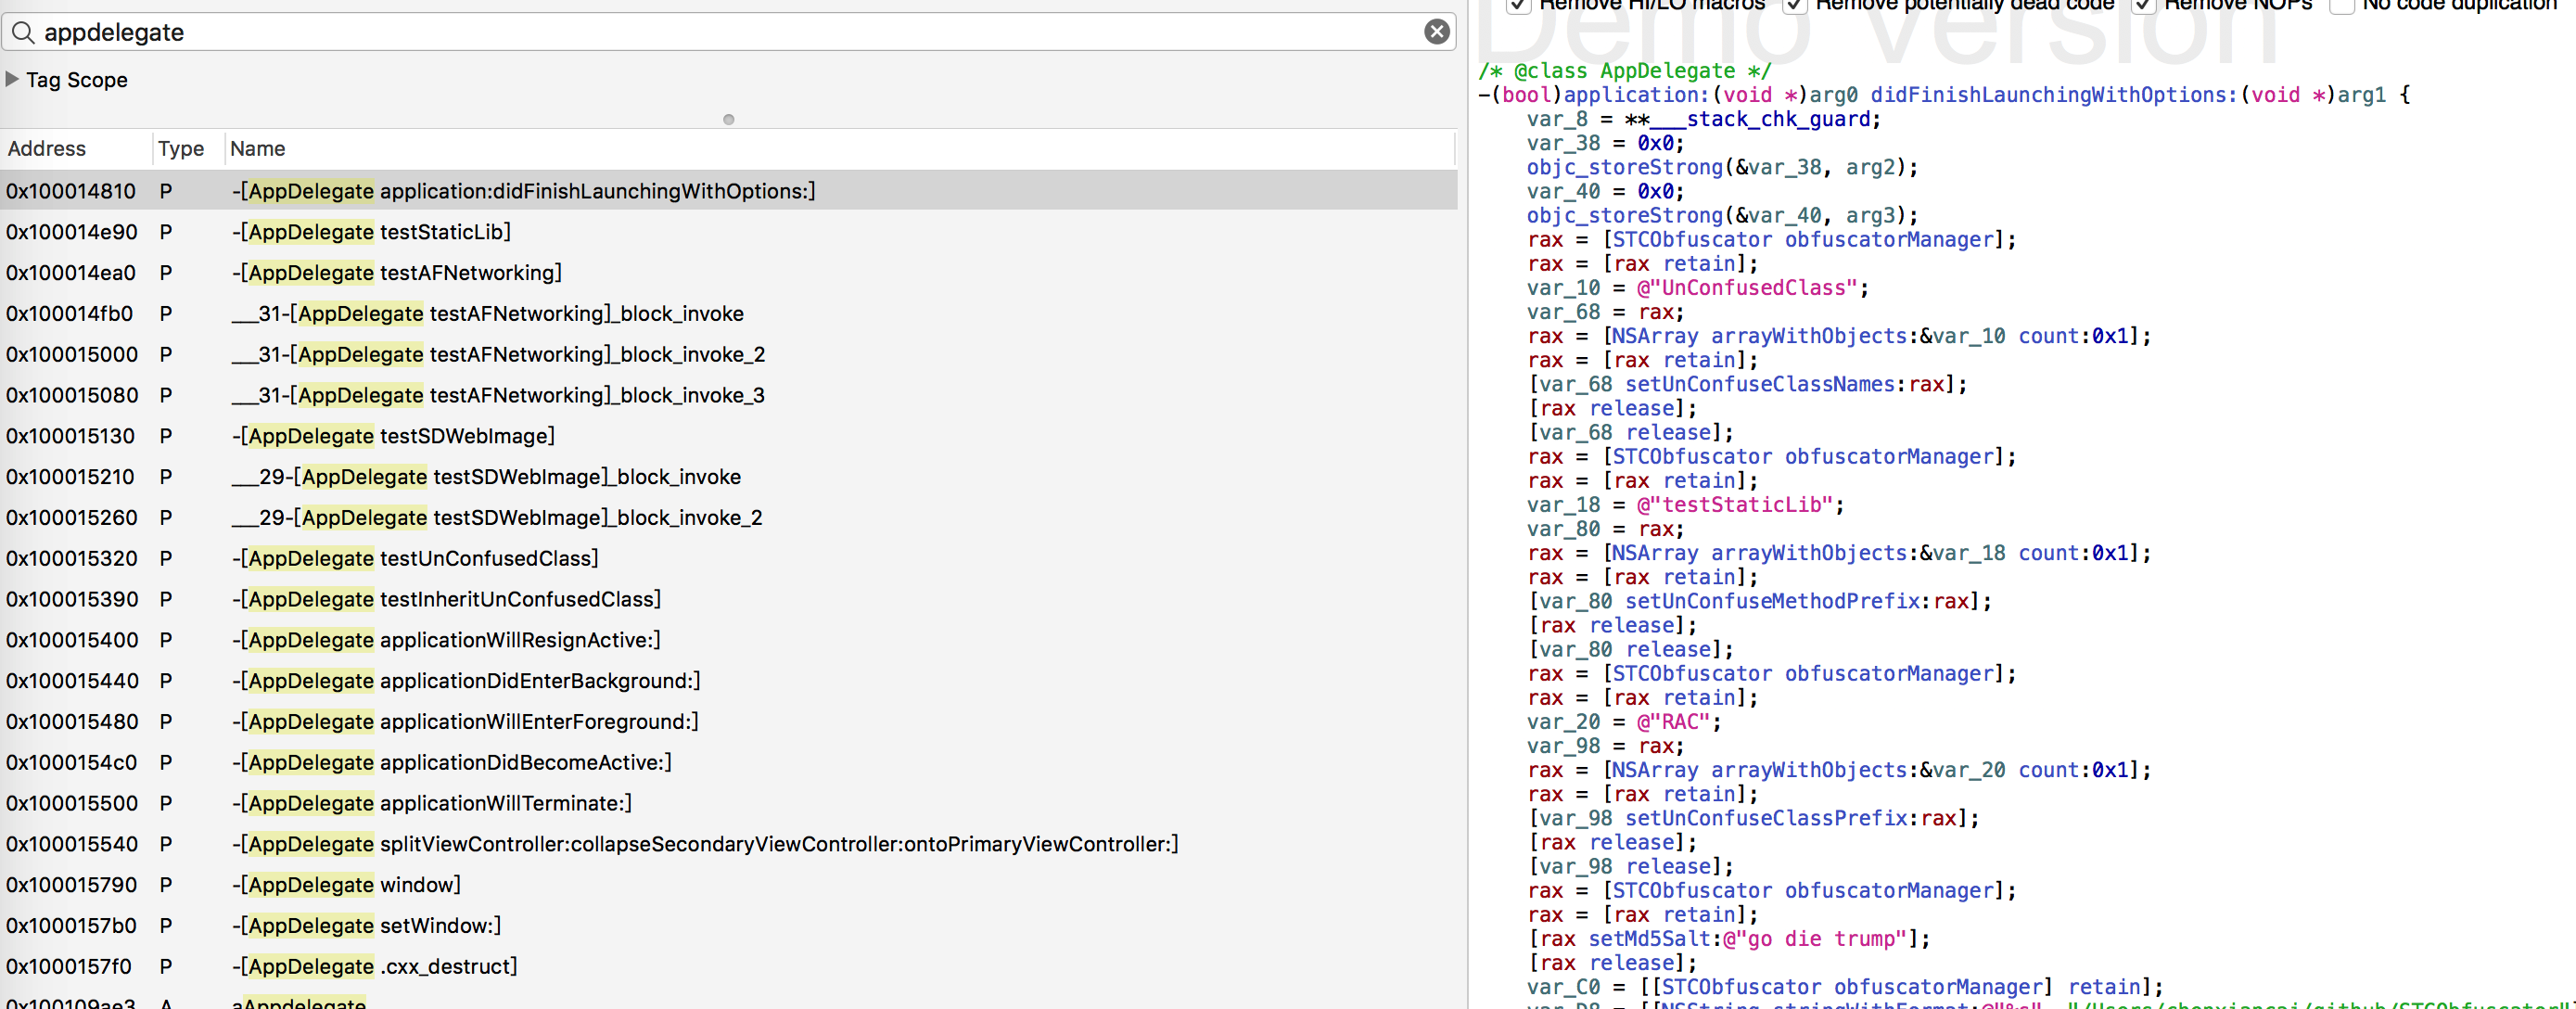 appdelegate
Tag Scope
Address Type Name
0x100014810 P -[AppDelegate application:didFinishLaunchingWithOptions:]
0x100014e90 P -[AppDelegate testStaticLib]
0x100014ea0 P -[AppDelegate testAFNetworking]
0x100014fb0 P ___31-[AppDelegate testAFNetworking]_block_invoke
0x100015000 P ___31-[AppDelegate testAFNetworking]_block_invoke_2
0x100015080 P ___31-[AppDelegate testAFNetworking]_block_invoke_3
0x100015130 P -[AppDelegate testSDWebImage]
0x100015210 P ___29-[AppDelegate testSDWebImage]_block_invoke
0x100015260 P ___29-[AppDelegate testSDWebImage]_block_invoke_2
0x100015320 P -[AppDelegate testUnConfusedClass]
0x100015390 P -[AppDelegate testInheritUnConfusedClass]
0x100015400 P -[AppDelegate applicationWillResignActive:]
0x100015440 P -[AppDelegate applicationDidEnterBackground:]
0x100015480 P -[AppDelegate applicationWillEnterForeground:]
0x1000154c0 P -[AppDelegate applicationDidBecomeActive:]
0x100015500 P -[AppDelegate applicationWillTerminate:]
0x100015540 P -[AppDelegate splitViewController:collapseSecondaryViewController:ontoPrimaryViewController:]
0x100015790 P -[AppDelegate window]
0x1000157b0 P -[AppDelegate setWindow:]
0x1000157f0 P -[AppDelegate .cxx_destruct]
0x100109ae3 A aAppdelegate
Remove HI/LO macros Remove potentially dead code Remove NOPs No code duplication
Demo Version
/* @class AppDelegate */
-(bool)application:(void *)arg0 didFinishLaunchingWithOptions:(void *)arg1 {
var_8 = **___stack_chk_guard;
var_38 = 0x0;
objc_storeStrong(&var_38, arg2);
var_40 = 0x0;
objc_storeStrong(&var_40, arg3);
rax = [STCObfuscator obfuscatorManager];
rax = [rax retain];
var_10 = @"UnConfusedClass";
var_68 = rax;
rax = [NSArray arrayWithObjects:&var_10 count:0x1];
rax = [rax retain];
[var_68 setUnConfuseClassNames:rax];
[rax release];
[var_68 release];
rax = [STCObfuscator obfuscatorManager];
rax = [rax retain];
var_18 = @"testStaticLib";
var_80 = rax;
rax = [NSArray arrayWithObjects:&var_18 count:0x1];
rax = [rax retain];
[var_80 setUnConfuseMethodPrefix:rax];
[rax release];
[var_80 release];
rax = [STCObfuscator obfuscatorManager];
rax = [rax retain];
var_20 = @"RAC";
var_98 = rax;
rax = [NSArray arrayWithObjects:&var_20 count:0x1];
rax = [rax retain];
[var_98 setUnConfuseClassPrefix:rax];
[rax release];
[var_98 release];
rax = [STCObfuscator obfuscatorManager];
rax = [rax retain];
[rax setMd5Salt:@"go die trump"];
[rax release];
var_C0 = [[STCObfuscator obfuscatorManager] retain];
var_D8 = [[NSString stringWithFormat:@"%s", "/Users/chenxiancai/github/STCObfuscator"]